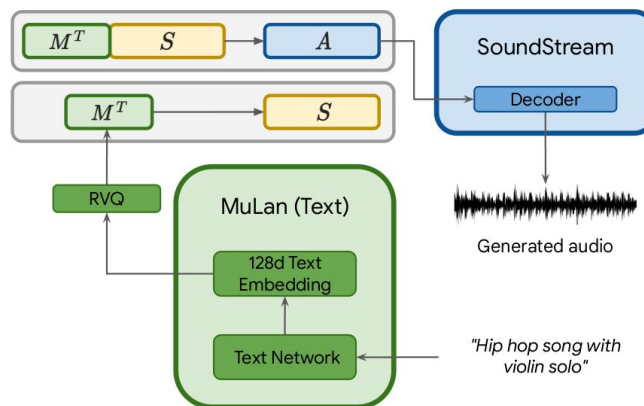 M^T S A
SoundStream
Decoder
M^T S
RVQ
MuLan (Text)
Generated audio
128d Text
Embedding
Text Network
"Hip hop song with
violin solo"